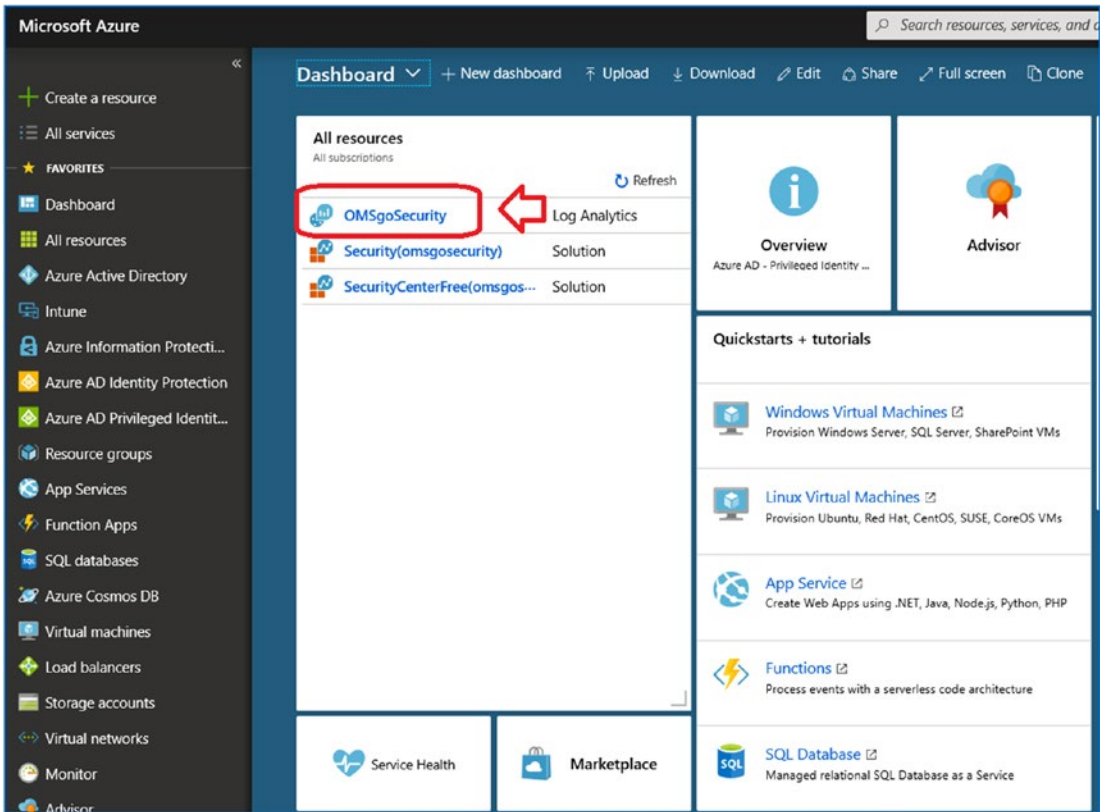 Microsoft Azure
Search resources, services, and
«
Create a resource
All services
FAVORITES
Dashboard
All resources
Azure Active Directory
Intune
Azure Information Protecti...
Azure AD Identity Protection
Azure AD Privileged Identit...
Resource groups
App Services
Function Apps
SQL databases
Azure Cosmos DB
Virtual machines
Load balancers
Storage accounts
Virtual networks
Monitor
Advisor
Dashboard
New dashboard
Upload
Download
Edit
Share
Full screen
Clone
All resources
All subscriptions
Refresh
OMSgoSecurity Log Analytics
Security(omsgosecurity) Solution
SecurityCenterFree(omsgos... Solution
Service Health
Marketplace
Overview
Azure AD - Privileged Identity ...
Advisor
Quickstarts + tutorials
Windows Virtual Machines
Provision Windows Server, SQL Server, SharePoint VMs
Linux Virtual Machines
Provision Ubuntu, Red Hat, CentOS, SUSE, CoreOS VMs
App Service
Create Web Apps using .NET, Java, Node.js, Python, PHP
Functions
Process events with a serverless code architecture
SQL
SQL Database
Managed relational SQL Database as a Service